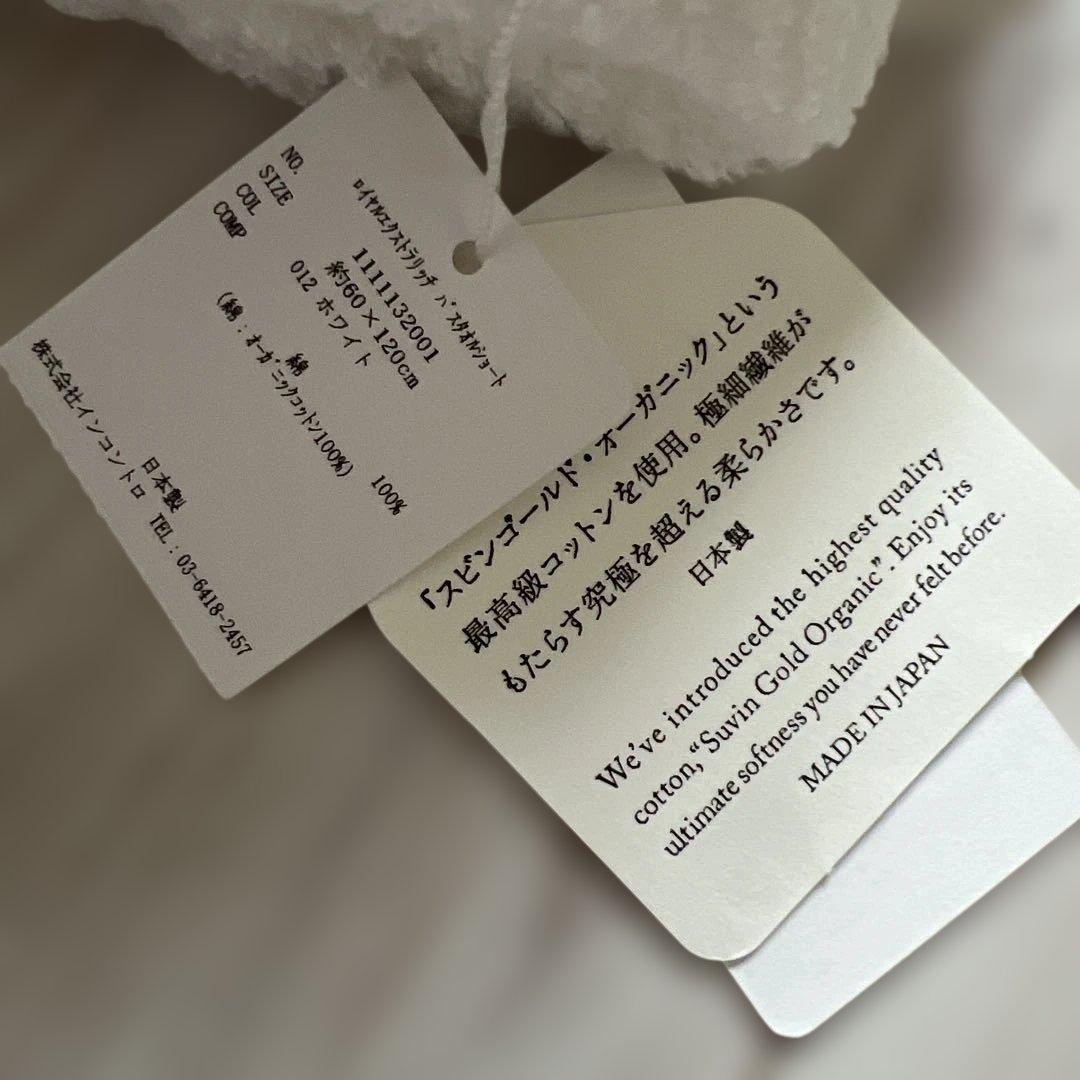 ロイヤルエクストラリッチ バスタオルショート
NO. 1111132001
SIZE 約60×120cm
COL 012 ホワイト
COMP 綿 100%
(綿:オーガニックコットン100%)
日本製
株式会社インコントロ TEL:03-6418-2457
「スビンゴールド・オーガニック」という
最高級コットンを使用。極細繊維が
もたらす究極を超える柔らかさです。
日本製
We've introduced the highest quality
cotton,“Suvin Gold Organic”. Enjoy its
ultimate softness you have never felt before.
MADE IN JAPAN